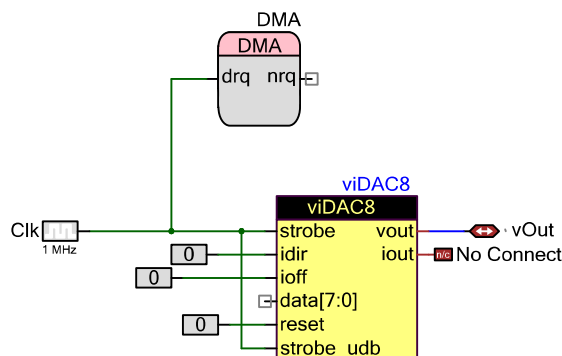 DMA
DMA
drq nrq
viDAC8
viDAC8
Clk
1 MHz
strobe vout
vOut
0
idir iout
n/c
No Connect
0
ioff
data[7:0]
0
reset
strobe_udb